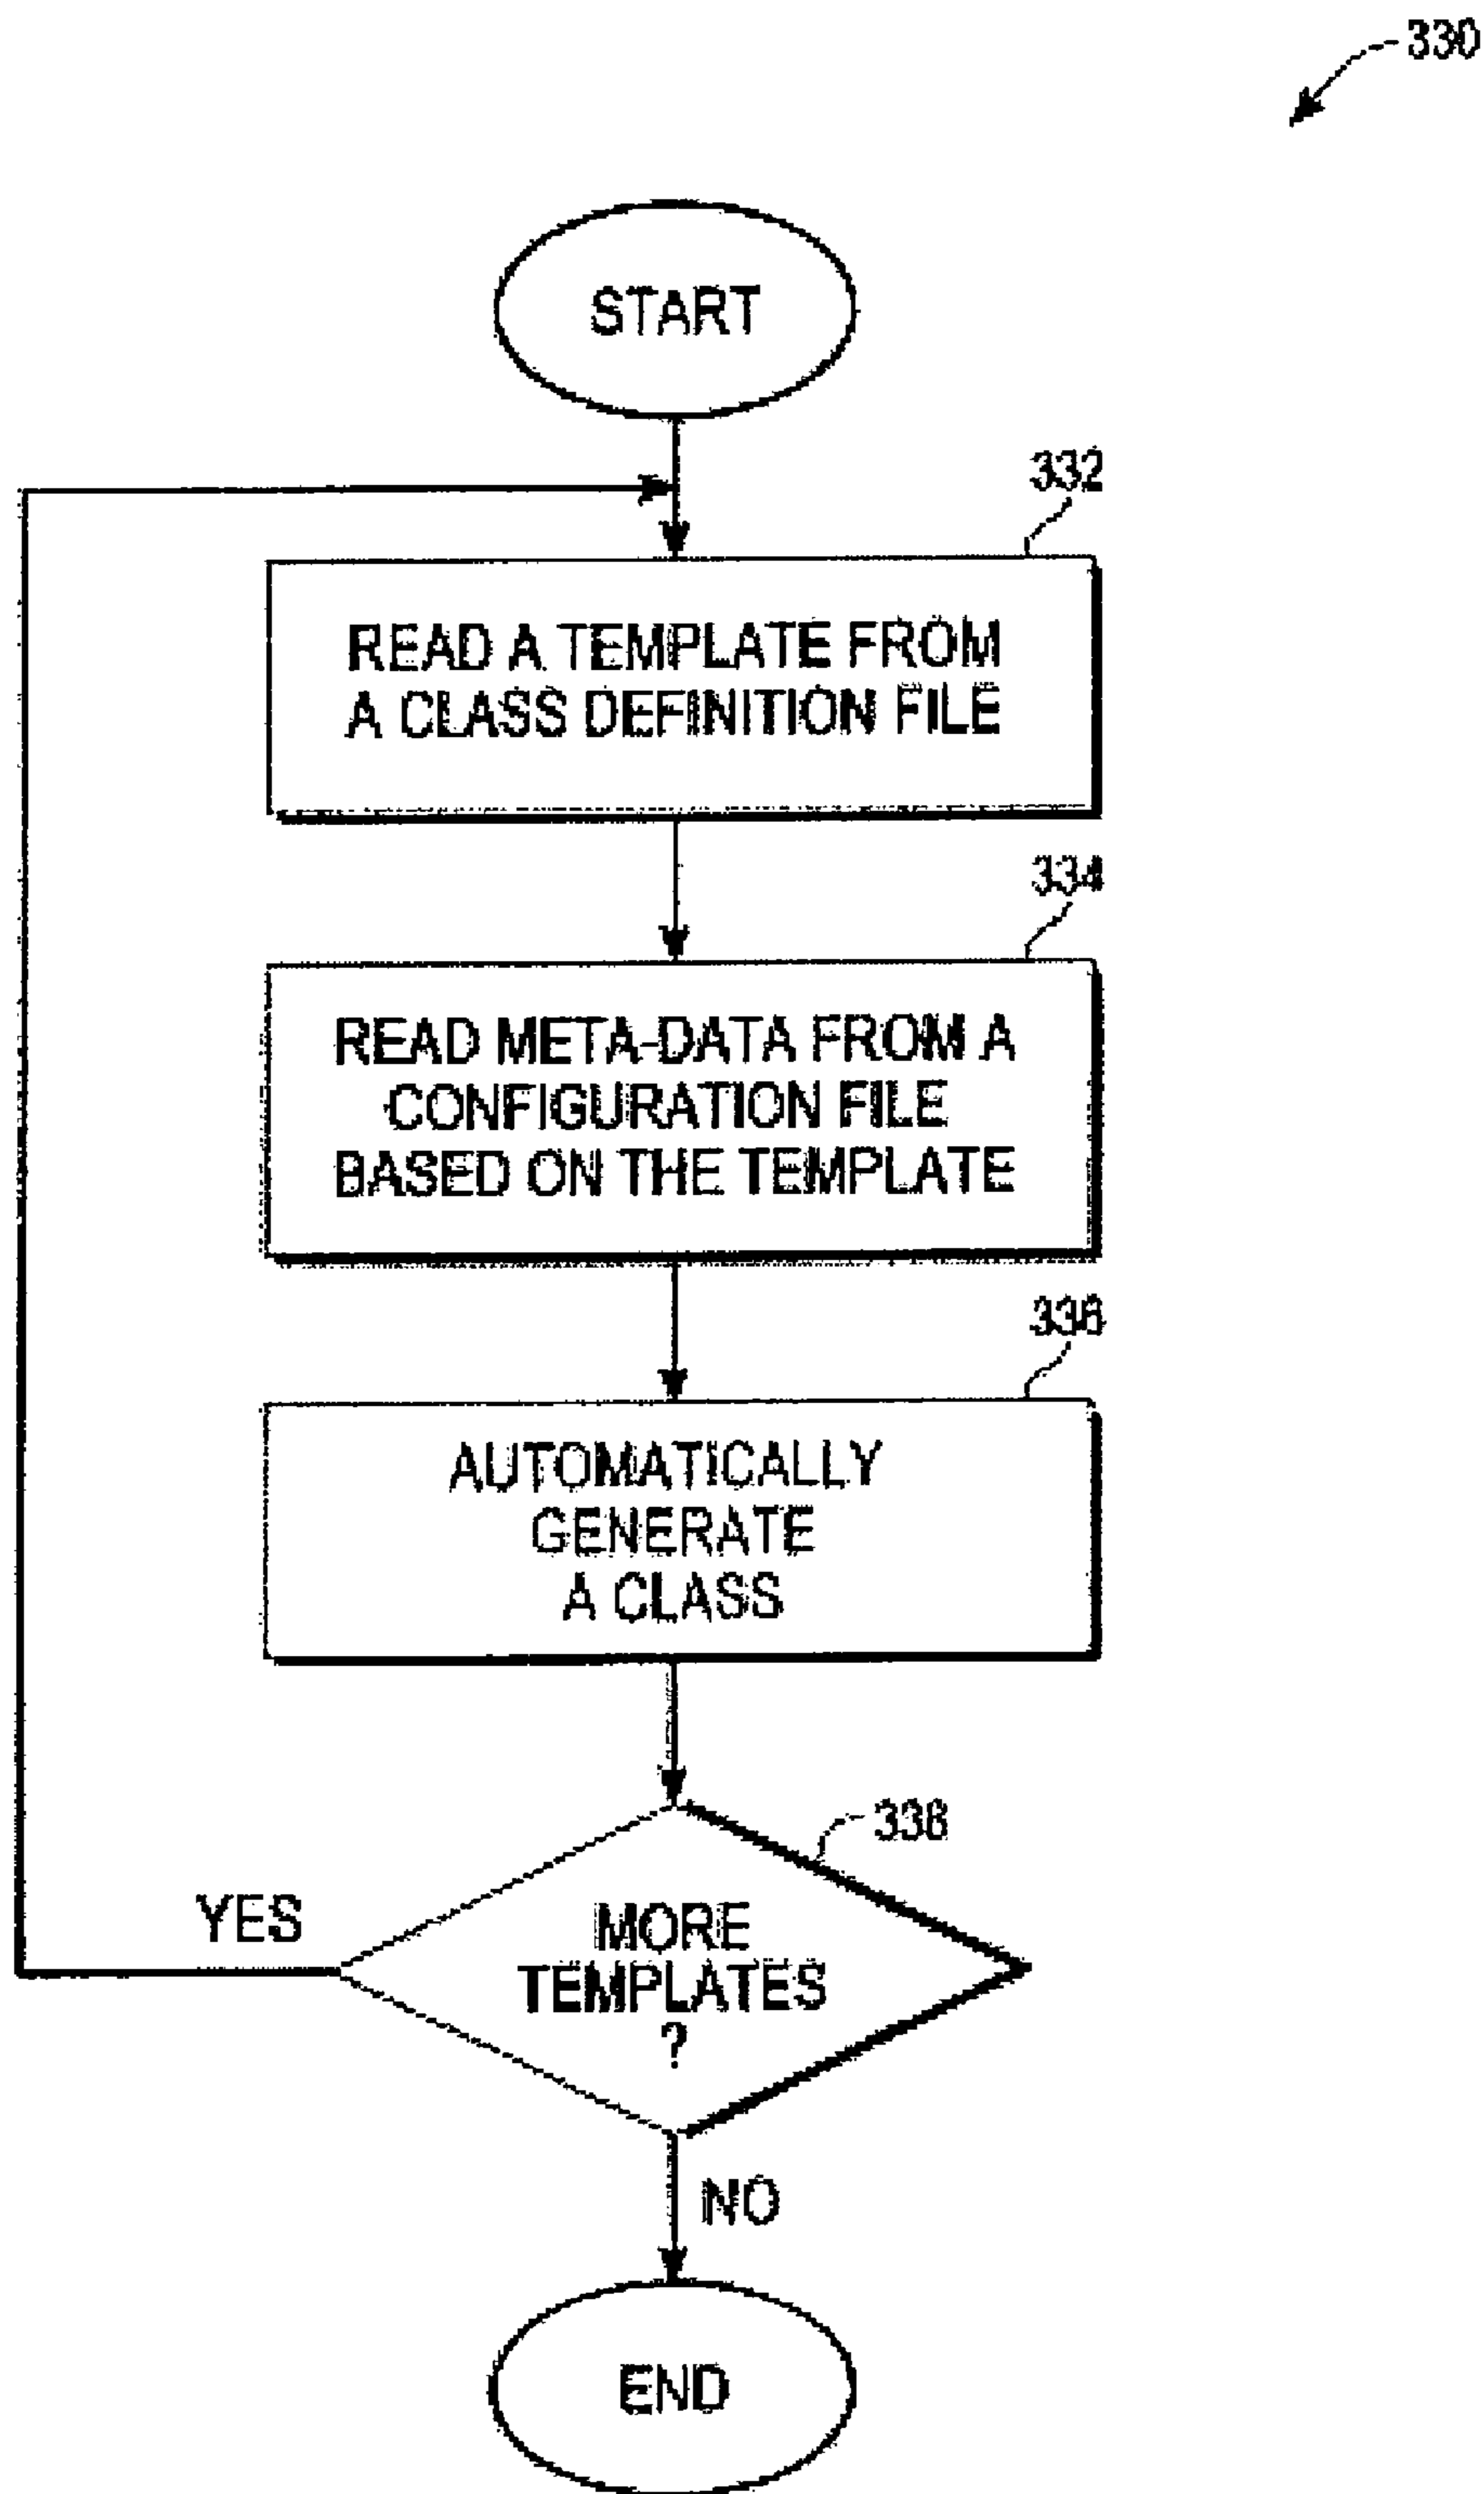 330
START
332
READ A TEMPLATE FROM
A CLASS DEFINITION FILE
334
READ META-DATA FROM A
CONFIGURATION FILE
BASED ON THE TEMPLATE
336
AUTOMATICALLY
GENERATE
A CLASS
338
MORE
TEMPLATES
?
YES
NO
END